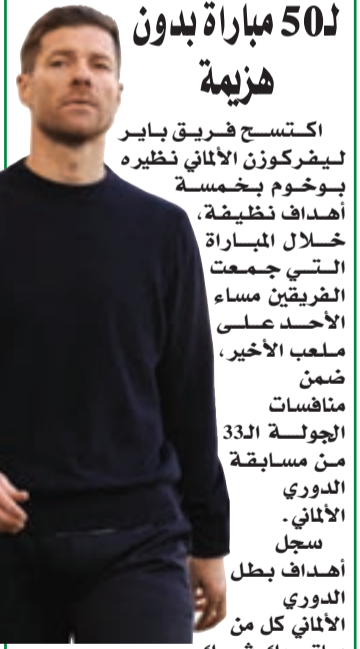 لـ50 مباراة بدون
هزيمة
اكتسح فريق باير
ليفركوزن الألماني نظيره
بوخوم بخمسة
أهداف نظيفة،
خلال المباراة
التي جمعت
الفريقين مساء
الأحد على
ملعب الأخير،
ضمن
منافسات
الجولة الـ33
من مسابقة
الدوري
الألماني.
سجل
أهداف بطل
الدوري
الألماني كل من